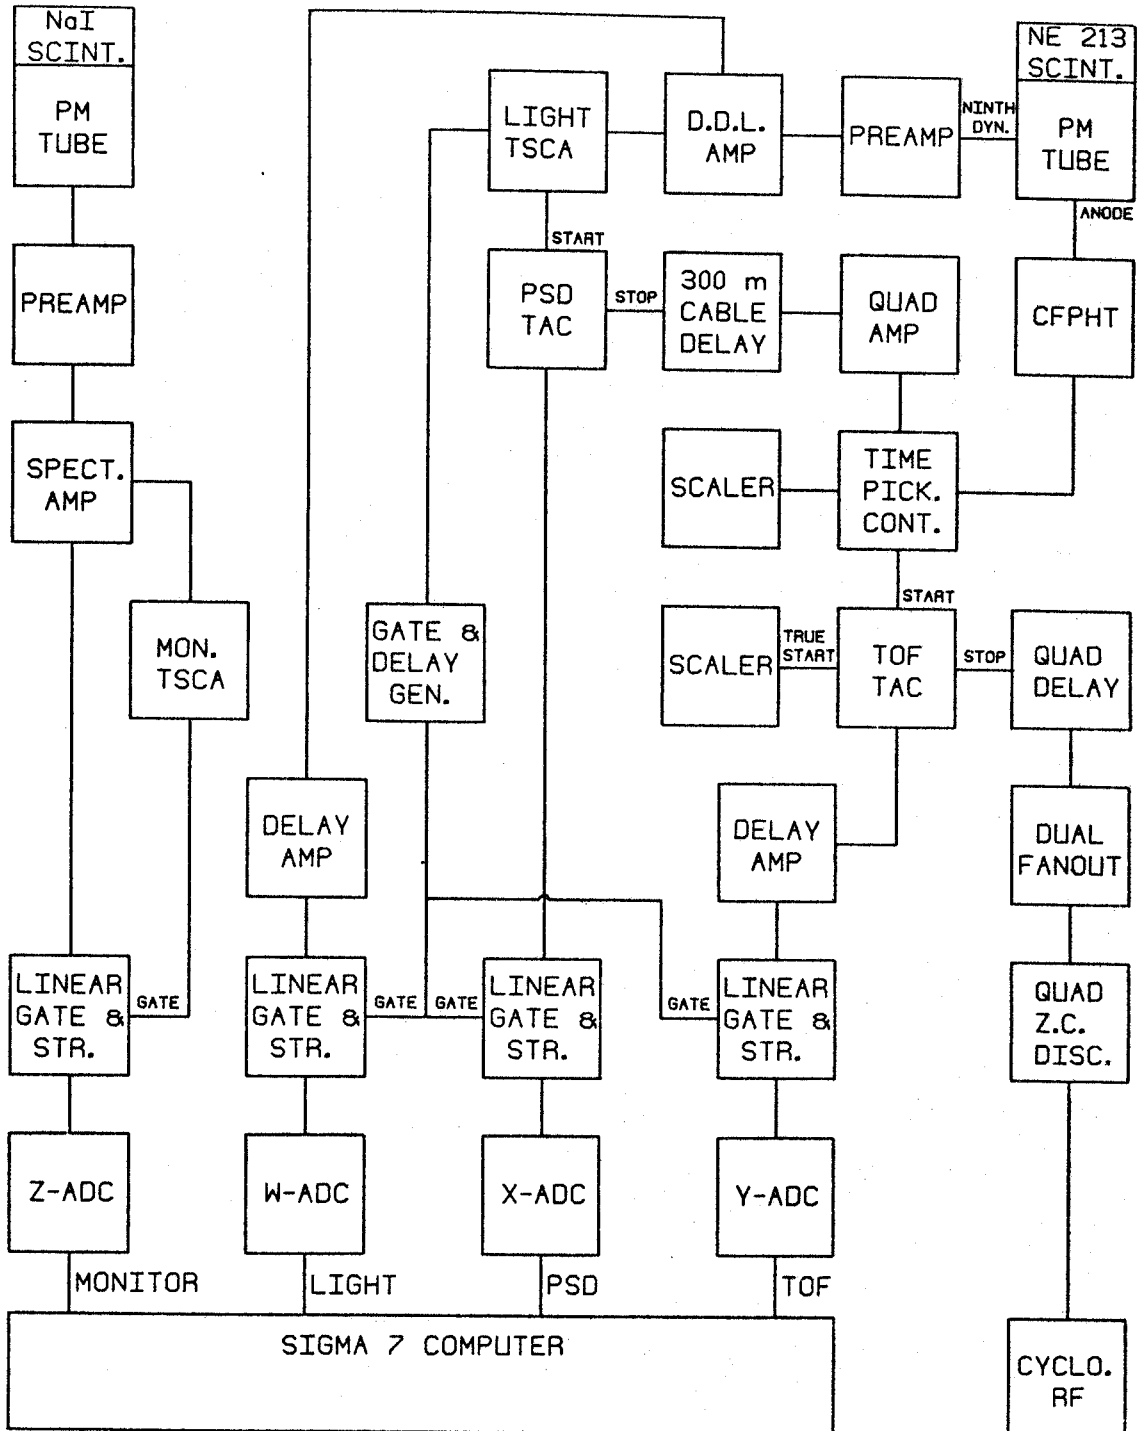 NaI
SCINT.
PM
TUBE
PREAMP
SPECT.
AMP
MON.
TSCA
LINEAR
GATE &
STR.
GATE
Z-ADC
MONITOR
LIGHT
TSCA
D.D.L.
AMP
PREAMP
NINTH
DYN.
NE 213
SCINT.
PM
TUBE
ANODE
START
PSD
TAC
STOP
300 m
CABLE
DELAY
QUAD
AMP
CFPHT
SCALER
TIME
PICK.
CONT.
START
GATE &
DELAY
GEN.
SCALER
TRUE
START
TOF
TAC
STOP
QUAD
DELAY
DELAY
AMP
DELAY
AMP
DUAL
FANOUT
LINEAR
GATE &
STR.
GATE
GATE
LINEAR
GATE &
STR.
GATE
LINEAR
GATE &
STR.
QUAD
Z.C.
DISC.
W-ADC
X-ADC
Y-ADC
LIGHT
PSD
TOF
SIGMA 7 COMPUTER
CYCLO.
RF